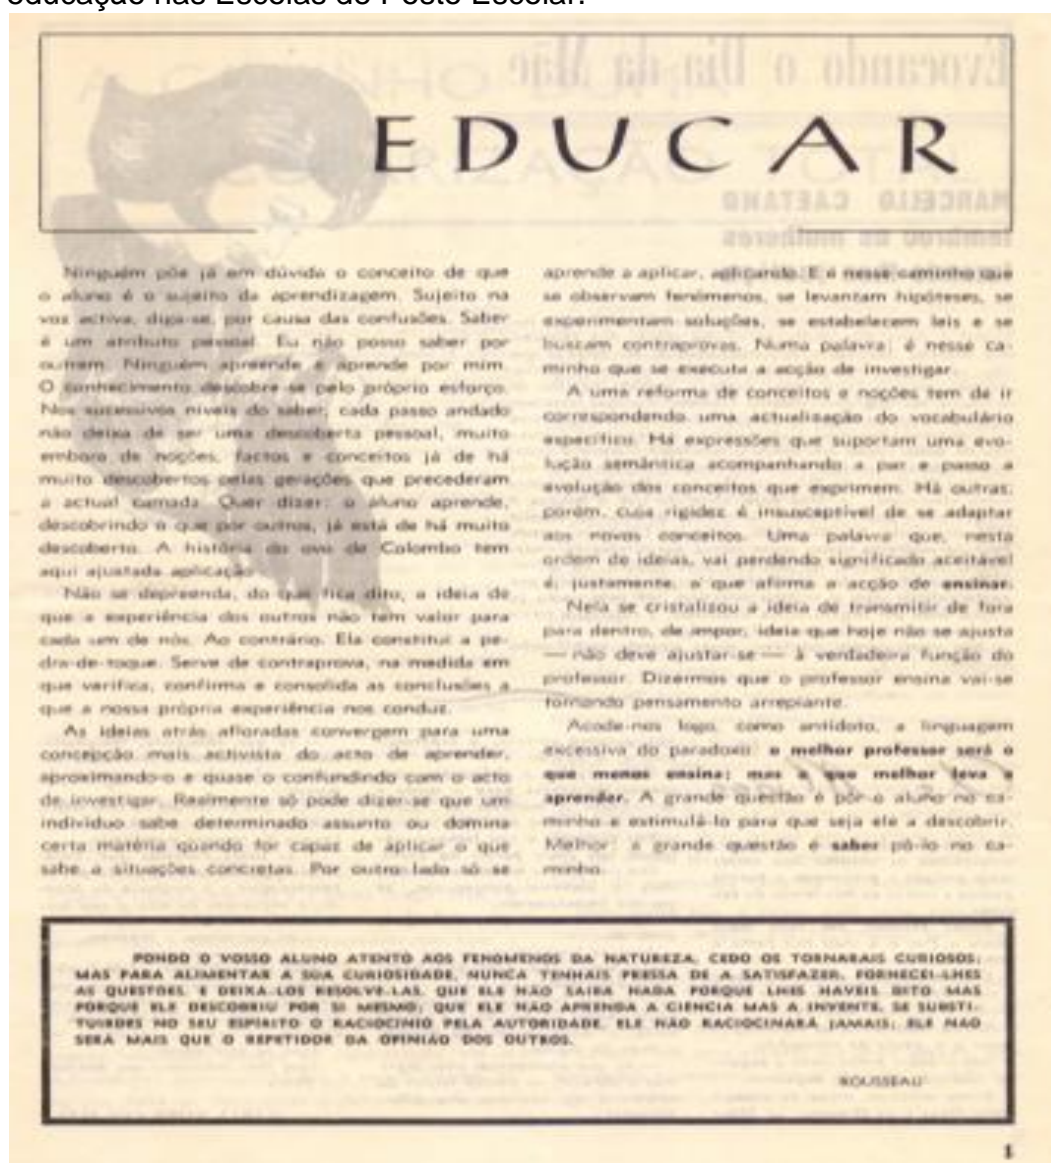 educação nas Escolas do Posto Escolar.
Evocando o Dia da Mãe
EDUCAR
MARCELLO CAETANO
lembrou as mulheres
Ninguém põe já em dúvida o conceito de que
o aluno é o sujeito da aprendizagem. Sujeito na
voz activa, diga-se, por causa das confusões. Saber
é um atributo pessoal. Eu não posso saber por
outrem. Ninguém apreende e aprende por mim.
O conhecimento descobre-se pelo próprio esforço.
Nos sucessivos níveis do saber, cada passo andado
não deixa de ser uma descoberta pessoal, muito
embora de noções, factos e conceitos já de há
muito descobertos pelas gerações que precederam
a actual camada. Quer dizer: o aluno aprende,
descobrindo o que por outros, já está de há muito
descoberto. A história do ovo de Colombo tem
aqui ajustada aplicação.
Não se depreenda, do que fica dito, a ideia de
que a experiência dos outros não tem valor para
cada um de nós. Ao contrário. Ela constitui a pe-
dra-de-toque. Serve de contraprova, na medida em
que verifica, confirma e consolida as conclusões a
que a nossa própria experiência nos conduz.
As ideias atrás afloradas convergem para uma
concepção mais activista do acto de aprender,
aproximando-o e quase o confundindo com o acto
de investigar. Realmente só pode dizer-se que um
indivíduo sabe determinado assunto ou domina
certa matéria quando for capaz de aplicar o que
sabe a situações concretas. Por outro lado só se
aprende a aplicar, aplicando. E é nesse caminho que
se observam fenómenos, se levantam hipóteses, se
experimentam soluções, se estabelecem leis e se
buscam contraprovas. Numa palavra: é nesse ca-
minho que se executa a acção de investigar.
A uma reforma de conceitos e noções tem de ir
correspondendo uma actualização do vocabulário
específico. Há expressões que suportam uma evo-
lução semântica acompanhando a par e passo a
evolução dos conceitos que exprimem. Há outras,
porém, cuja rigidez é insusceptível de se adaptar
aos novos conceitos. Uma palavra que, nesta
ordem de ideias, vai perdendo significado aceitável
é, justamente, a que afirma a acção de ensinar.
Nela se cristalizou a ideia de transmitir de fora
para dentro, de impor, ideia que hoje não se ajusta
— não deve ajustar-se — à verdadeira função do
professor. Dizermos que o professor ensina vai-se
tornando pensamento arrepiante.
Acode-nos logo, como antídoto, a linguagem
excessiva do paradoxo: o melhor professor será o
que menos ensina; mas o que melhor leva a
aprender. A grande questão é pôr o aluno no ca-
minho e estimulá-lo para que seja ele a descobrir.
Melhor: a grande questão é saber pô-lo no ca-
minho.
PONDO O VOSSO ALUNO ATENTO AOS FENOMENOS DA NATUREZA, CEDO OS TORNARAIS CURIOSOS;
MAS PARA ALIMENTAR A SUA CURIOSIDADE, NUNCA TENHAIS PRESSA DE A SATISFAZER. FORNECEI-LHES
AS QUESTÕES, E DEIXA-LOS RESOLVE-LAS. QUE ELE NÃO SAIBA NADA PORQUE LHES HAVEIS DITO MAS
PORQUE ELE DESCOBRIU POR SI MESMO; QUE ELE NÃO APRENDA A CIENCIA MAS A INVENTE. SE SUBSTI-
TUIRDES NO SEU ESPIRITO O RACIOCINIO PELA AUTORIDADE, ELE NÃO RACIOCINARÁ JAMAIS; ELE NÃO
SERÁ MAIS QUE O REPETIDOR DA OPINIÃO DOS OUTROS.
ROUSSEAU
1